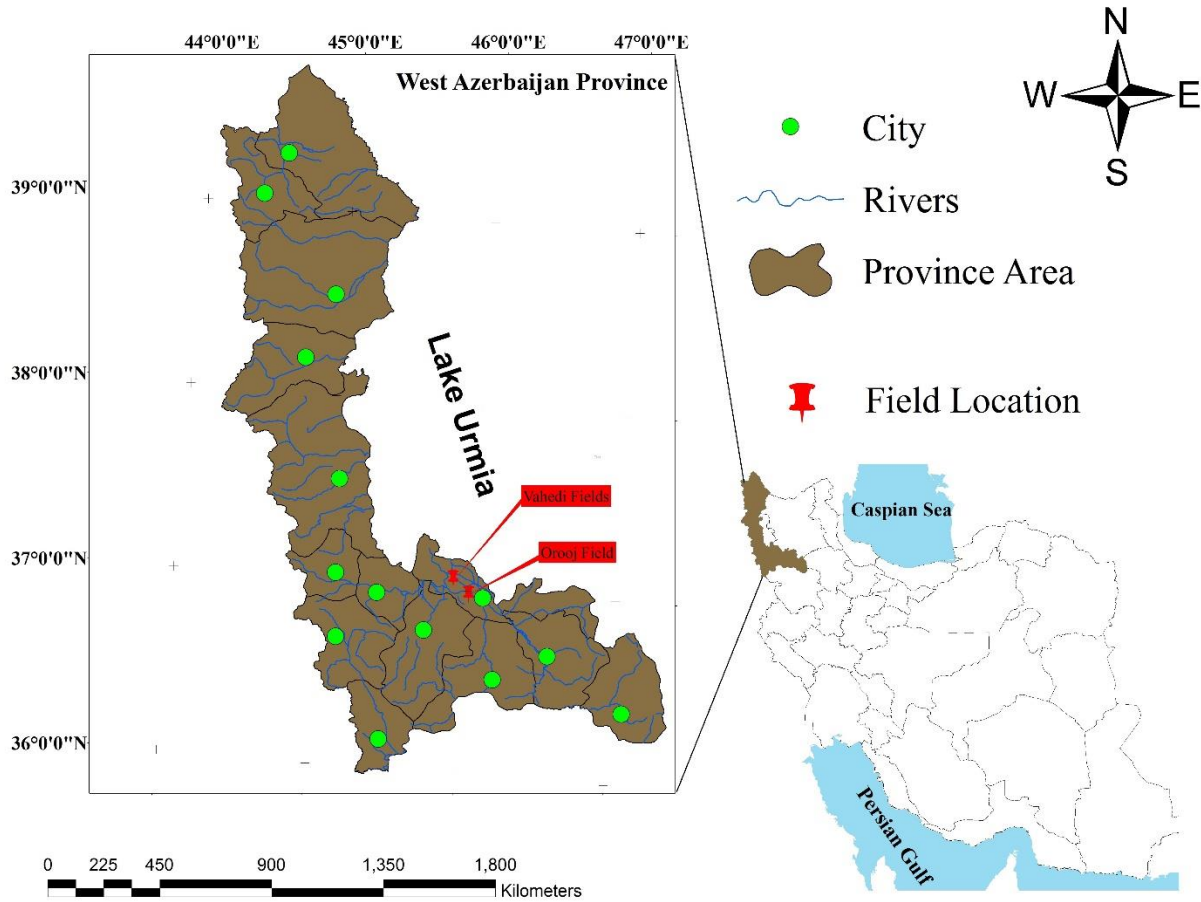 44°0'0"E 45°0'0"E 46°0'0"E 47°0'0"E
West Azerbaijan Province
39°0'0"N
38°0'0"N
37°0'0"N
36°0'0"N
Lake Urmia
Vahedi Fields
Orooj Field
N
W E
S
City
Rivers
Province Area
Field Location
Caspian Sea
Persian Gulf
0 225 450 900 1,350 1,800
Kilometers